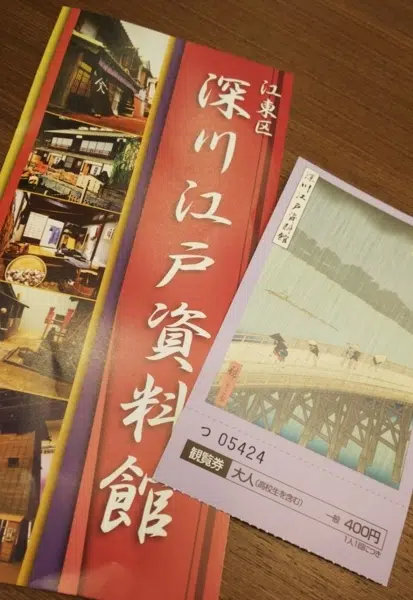 江東区
深川江戸資料館
深川江戸資料館
つ 05424
観覧券 大人(高校生を含む)
一般 400円
1人1回につき